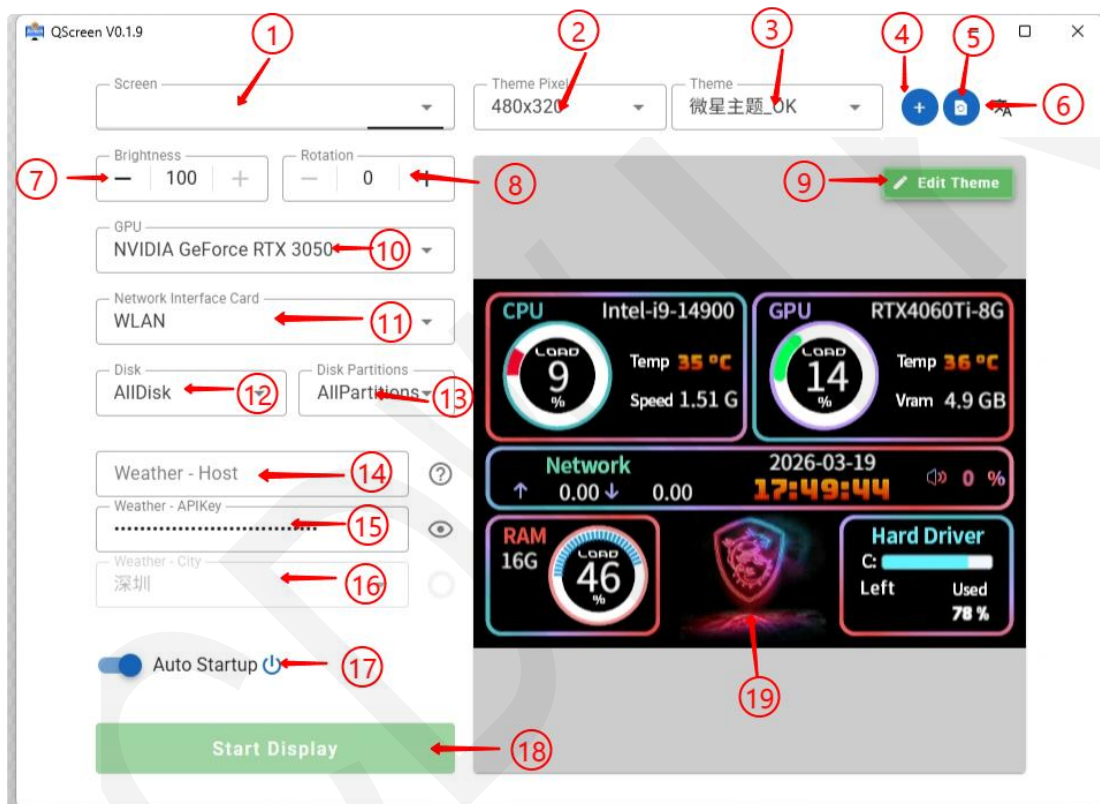 QScreen V0.1.9
1
2
3
4
5
6
Screen
Theme Pixel
480x320
Theme
微星主题_OK
7
Brightness
100
Rotation
0
8
9
Edit Theme
GPU
NVIDIA GeForce RTX 3050
10
Network Interface Card
WLAN
11
Disk
AllDisk
12
Disk Partitions
AllPartitions
13
Weather - Host
14
Weather - APIKey
15
Weather - City
深圳
16
Auto Startup
17
Start Display
18
CPU
Intel-i9-14900
LOAD
9
%
Temp 35 °C
Speed 1.51 G
GPU
RTX4060Ti-8G
LOAD
14
%
Temp 36 °C
Vram 4.9 GB
Network
↑ 0.00 ↓ 0.00
2026-03-19
17:49:44
0 %
RAM
16G
LOAD
46
%
Hard Driver
C:
Left
Used
78 %
19